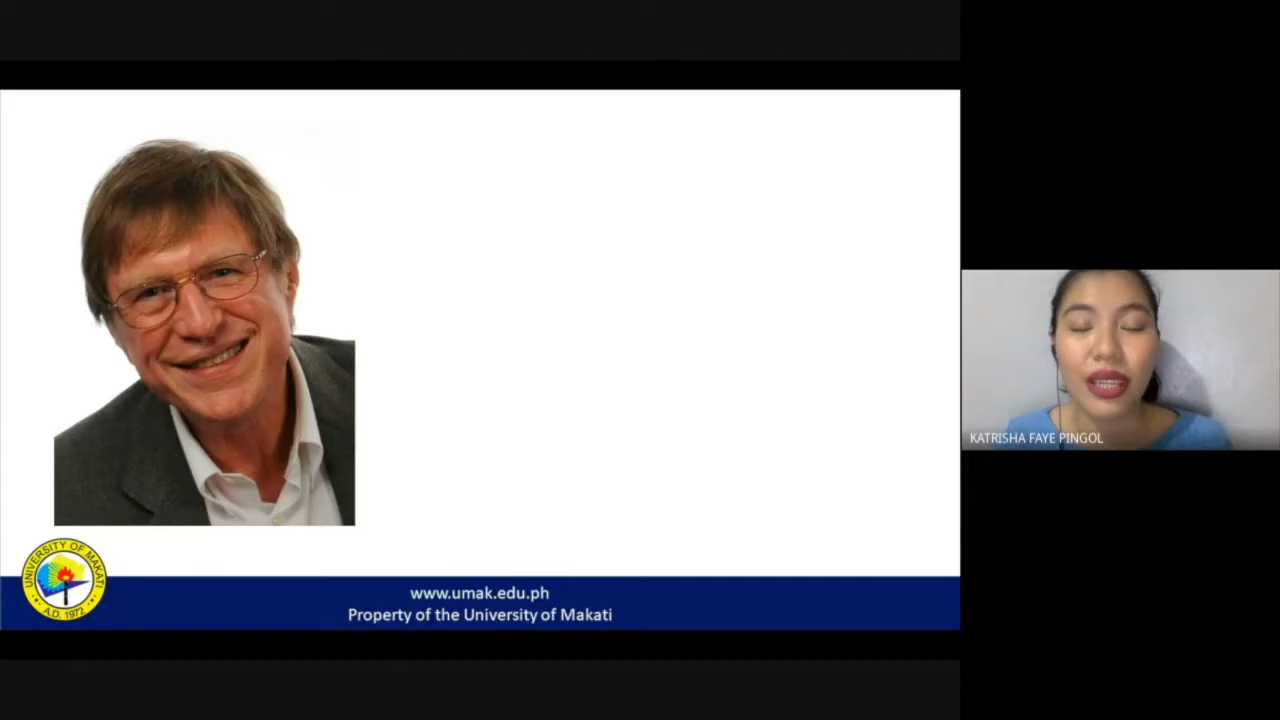 KATRISHA FAYE PINGOL
UNIVERSITY OF MAKATI
A.D. 1972
www.umak.edu.ph
Property of the University of Makati